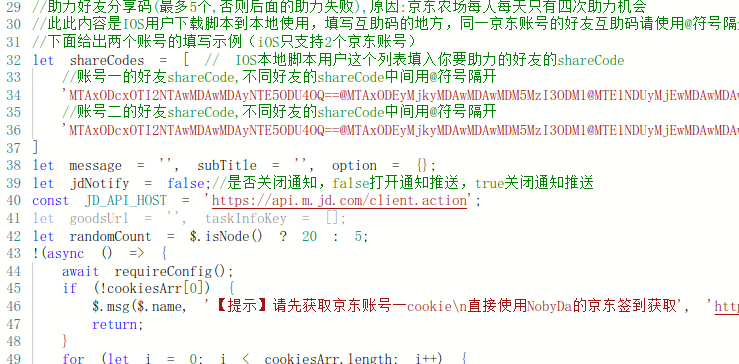 29 //助力好友分享码(最多5个,否则后面的助力失败),原因:京东农场每人每天只有四次助力机会
30 //此此内容是IOS用户下载脚本到本地使用，填写互助码的地方，同一京东账号的好友互助码请使用@符号隔
31 //下面给出两个账号的填写示例（iOS只支持2个京东账号）
32 let shareCodes = [ // IOS本地脚本用户这个列表填入你要助力的好友的shareCode
33 //账号一的好友shareCode,不同好友的shareCode中间用@符号隔开
34 'MTAxODcxOTI2NTAwMDAwMDAyNTE5ODU4OQ==@MTAxODEyMjkyMDAwMDAwMDM5MzI3ODM1@MTE1NDUyMjEwMDAwMDAw
35 //账号二的好友shareCode,不同好友的shareCode中间用@符号隔开
36 'MTAxODcxOTI2NTAwMDAwMDAyNTE5ODU4OQ==@MTAxODEyMjkyMDAwMDAwMDM5MzI3ODM1@MTE1NDUyMjEwMDAwMDAw
37 ]
38 let message = '', subTitle = '', option = {};
39 let jdNotify = false;//是否关闭通知，false打开通知推送，true关闭通知推送
40 const JD_API_HOST = 'https://api.m.jd.com/client.action';
41 let goodsUrl = '', taskInfoKey = [];
42 let randomCount = $.isNode() ? 20 : 5;
43 !(async () => {
44 await requireConfig();
45 if (!cookiesArr[0]) {
46 $.msg($.name, '【提示】请先获取京东账号一cookie\n直接使用NobyDa的京东签到获取', 'htt
47 return;
48 }
49 for (let i = 0; i < cookiesArr.length; i++) {